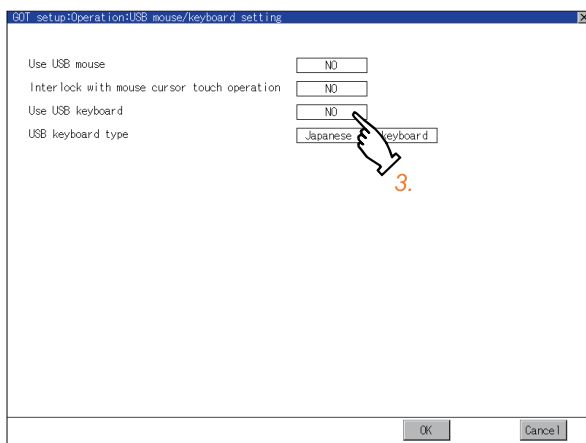 GOT setup:Operation:USB mouse/keyboard setting
Use USB mouse NO
Interlock with mouse cursor touch operation NO
Use USB keyboard NO
USB keyboard type Japanese keyboard
3.
OK Cancel